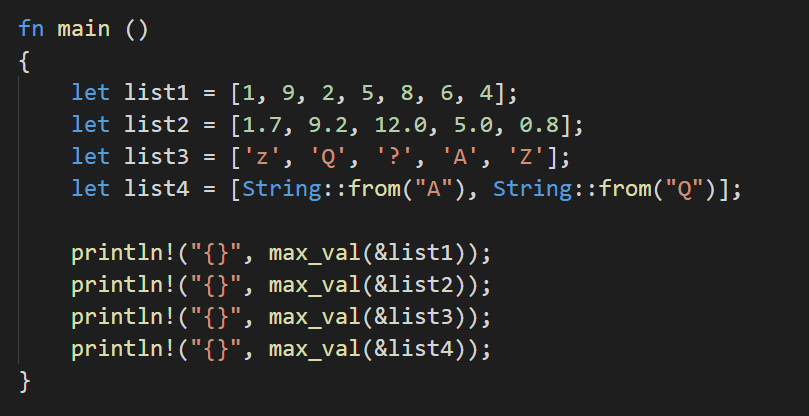 fn main ()
{
    let list1 = [1, 9, 2, 5, 8, 6, 4];
    let list2 = [1.7, 9.2, 12.0, 5.0, 0.8];
    let list3 = ['z', 'Q', '?', 'A', 'Z'];
    let list4 = [String::from("A"), String::from("Q")];

    println!("{}", max_val(&list1));
    println!("{}", max_val(&list2));
    println!("{}", max_val(&list3));
    println!("{}", max_val(&list4));
}